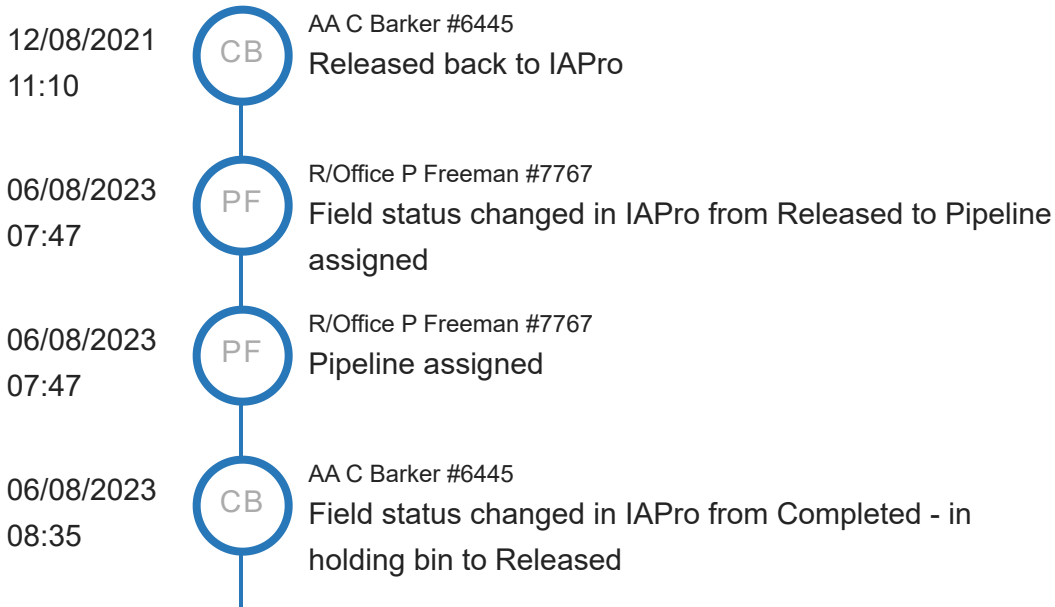 12/08/2021
11:10
CB
AA C Barker #6445
Released back to IAPro
06/08/2023
07:47
PF
R/Office P Freeman #7767
Field status changed in IAPro from Released to Pipeline
assigned
06/08/2023
07:47
PF
R/Office P Freeman #7767
Pipeline assigned
06/08/2023
08:35
CB
AA C Barker #6445
Field status changed in IAPro from Completed - in
holding bin to Released